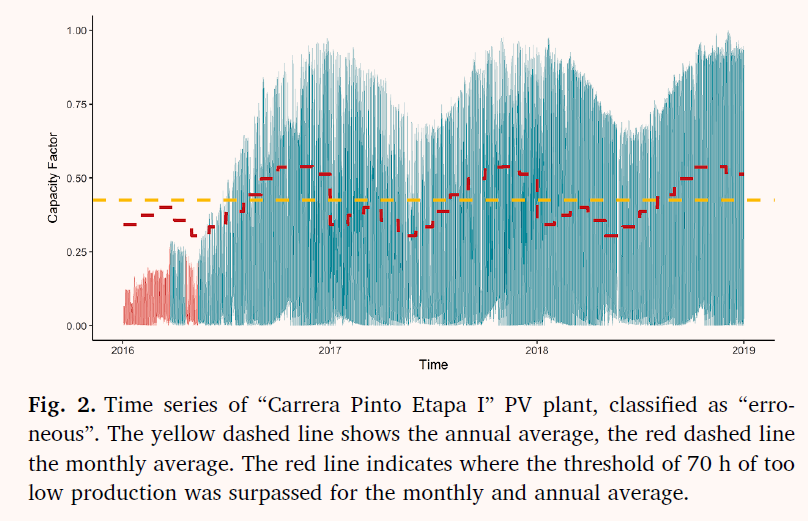 1.00
0.75
0.50
0.25
0.00
Capacity Factor
2016 2017 2018 2019
Time
Fig. 2. Time series of “Carrera Pinto Etapa I” PV plant, classified as “erro-
neous”. The yellow dashed line shows the annual average, the red dashed line
the monthly average. The red line indicates where the threshold of 70 h of too
low production was surpassed for the monthly and annual average.